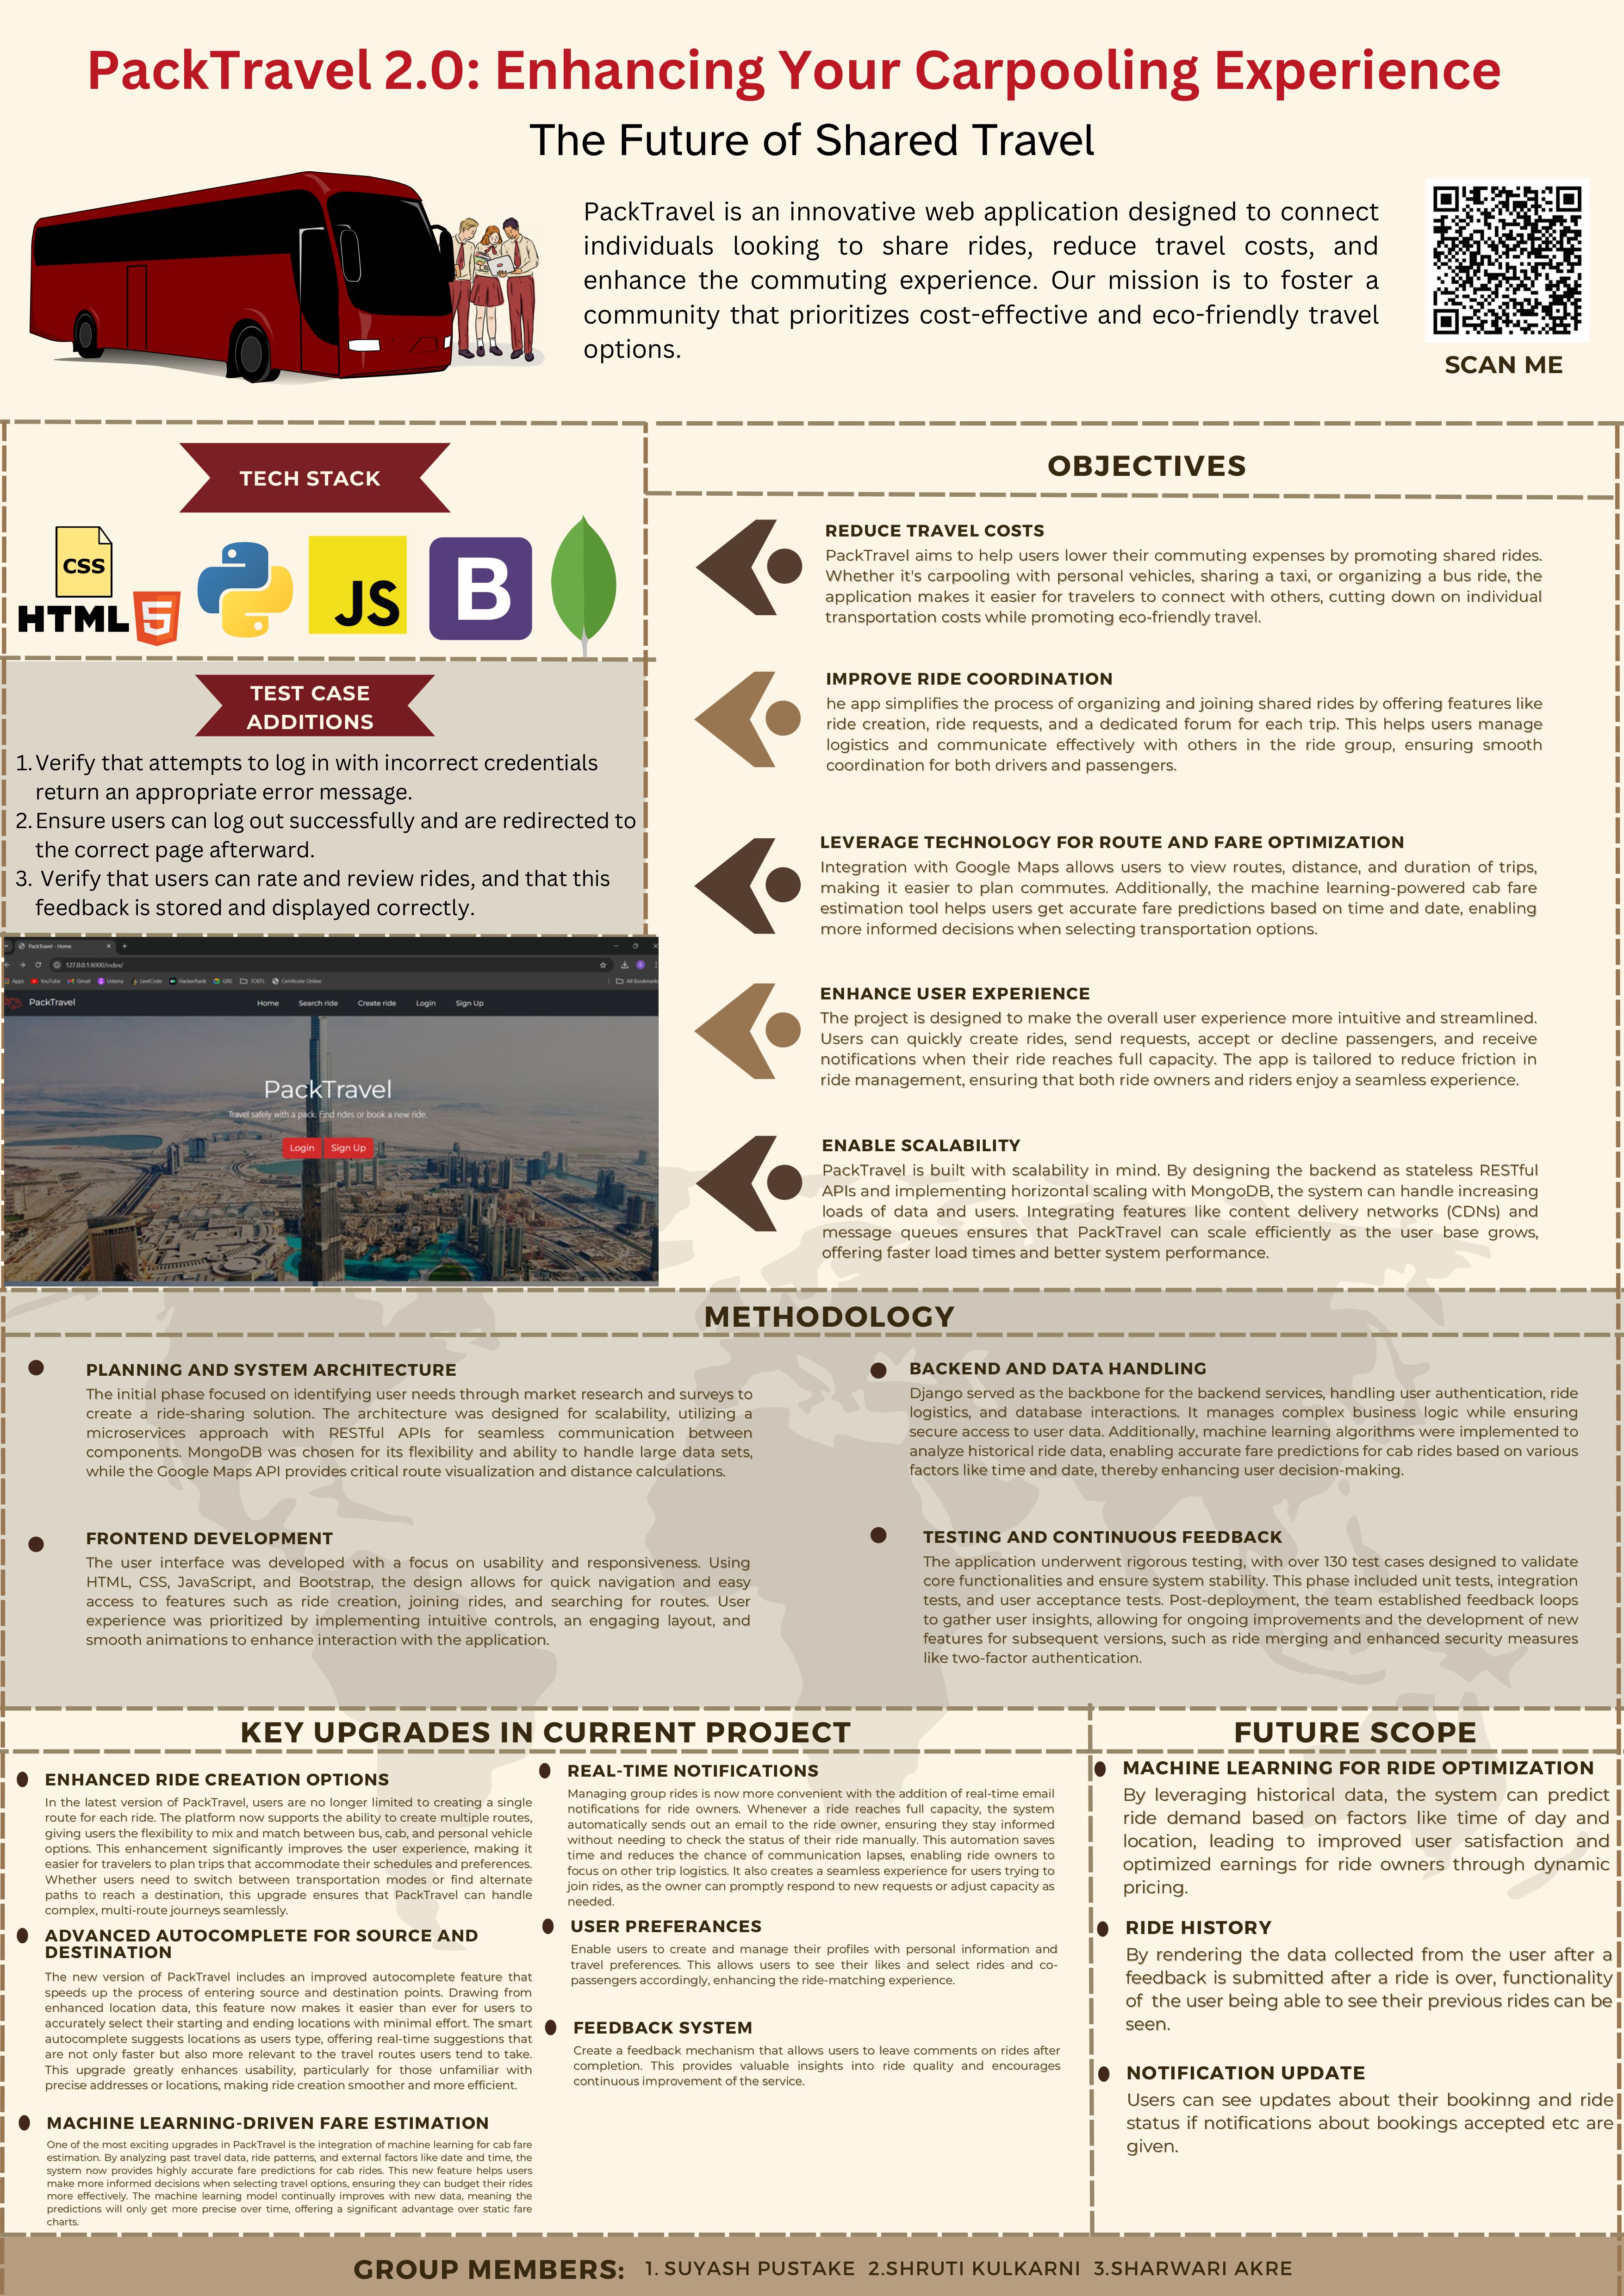 PackTravel 2.0: Enhancing Your Carpooling Experience
The Future of Shared Travel
PackTravel is an innovative web application designed to connect
individuals looking to share rides, reduce travel costs, and
enhance the commuting experience. Our mission is to foster a
community that prioritizes cost-effective and eco-friendly travel
options.
SCAN ME
TECH STACK
CSS
HTML
5
JS
B
TEST CASE
ADDITIONS
1. Verify that attempts to log in with incorrect credentials
return an appropriate error message.
2. Ensure users can log out successfully and are redirected to
the correct page afterward.
3. Verify that users can rate and review rides, and that this
feedback is stored and displayed correctly.
PackTravel - Home
127.0.0.1:8000/index/
Apps YouTube Gmail Udemy LeetCode HackerRank GRE TOEFL Certificate Online All Bookmarks
PackTravel Home Search ride Create ride Login Sign Up
PackTravel
Travel safely with a pack. Find rides or book a new ride.
Login Sign Up
OBJECTIVES
REDUCE TRAVEL COSTS
PackTravel aims to help users lower their commuting expenses by promoting shared rides.
Whether it's carpooling with personal vehicles, sharing a taxi, or organizing a bus ride, the
application makes it easier for travelers to connect with others, cutting down on individual
transportation costs while promoting eco-friendly travel.
IMPROVE RIDE COORDINATION
he app simplifies the process of organizing and joining shared rides by offering features like
ride creation, ride requests, and a dedicated forum for each trip. This helps users manage
logistics and communicate effectively with others in the ride group, ensuring smooth
coordination for both drivers and passengers.
LEVERAGE TECHNOLOGY FOR ROUTE AND FARE OPTIMIZATION
Integration with Google Maps allows users to view routes, distance, and duration of trips,
making it easier to plan commutes. Additionally, the machine learning-powered cab fare
estimation tool helps users get accurate fare predictions based on time and date, enabling
more informed decisions when selecting transportation options.
ENHANCE USER EXPERIENCE
The project is designed to make the overall user experience more intuitive and streamlined.
Users can quickly create rides, send requests, accept or decline passengers, and receive
notifications when their ride reaches full capacity. The app is tailored to reduce friction in
ride management, ensuring that both ride owners and riders enjoy a seamless experience.
ENABLE SCALABILITY
PackTravel is built with scalability in mind. By designing the backend as stateless RESTful
APIs and implementing horizontal scaling with MongoDB, the system can handle increasing
loads of data and users. Integrating features like content delivery networks (CDNs) and
message queues ensures that PackTravel can scale efficiently as the user base grows,
offering faster load times and better system performance.
METHODOLOGY
PLANNING AND SYSTEM ARCHITECTURE
The initial phase focused on identifying user needs through market research and surveys to
create a ride-sharing solution. The architecture was designed for scalability, utilizing a
microservices approach with RESTful APIs for seamless communication between
components. MongoDB was chosen for its flexibility and ability to handle large data sets,
while the Google Maps API provides critical route visualization and distance calculations.
FRONTEND DEVELOPMENT
The user interface was developed with a focus on usability and responsiveness. Using
HTML, CSS, JavaScript, and Bootstrap, the design allows for quick navigation and easy
access to features such as ride creation, joining rides, and searching for routes. User
experience was prioritized by implementing intuitive controls, an engaging layout, and
smooth animations to enhance interaction with the application.
BACKEND AND DATA HANDLING
Django served as the backbone for the backend services, handling user authentication, ride
logistics, and database interactions. It manages complex business logic while ensuring
secure access to user data. Additionally, machine learning algorithms were implemented to
analyze historical ride data, enabling accurate fare predictions for cab rides based on various
factors like time and date, thereby enhancing user decision-making.
TESTING AND CONTINUOUS FEEDBACK
The application underwent rigorous testing, with over 130 test cases designed to validate
core functionalities and ensure system stability. This phase included unit tests, integration
tests, and user acceptance tests. Post-deployment, the team established feedback loops
to gather user insights, allowing for ongoing improvements and the development of new
features for subsequent versions, such as ride merging and enhanced security measures
like two-factor authentication.
KEY UPGRADES IN CURRENT PROJECT
ENHANCED RIDE CREATION OPTIONS
In the latest version of PackTravel, users are no longer limited to creating a single
route for each ride. The platform now supports the ability to create multiple routes,
giving users the flexibility to mix and match between bus, cab, and personal vehicle
options. This enhancement significantly improves the user experience, making it
easier for travelers to plan trips that accommodate their schedules and preferences.
Whether users need to switch between transportation modes or find alternate
paths to reach a destination, this upgrade ensures that PackTravel can handle
complex, multi-route journeys seamlessly.
ADVANCED AUTOCOMPLETE FOR SOURCE AND
DESTINATION
The new version of PackTravel includes an improved autocomplete feature that
speeds up the process of entering source and destination points. Drawing from
enhanced location data, this feature now makes it easier than ever for users to
accurately select their starting and ending locations with minimal effort. The smart
autocomplete suggests locations as users type, offering real-time suggestions that
are not only faster but also more relevant to the travel routes users tend to take.
This upgrade greatly enhances usability, particularly for those unfamiliar with
precise addresses or locations, making ride creation smoother and more efficient.
MACHINE LEARNING-DRIVEN FARE ESTIMATION
One of the most exciting upgrades in PackTravel is the integration of machine learning for cab fare
estimation. By analyzing past travel data, ride patterns, and external factors like date and time, the
system now provides highly accurate fare predictions for cab rides. This new feature helps users
make more informed decisions when selecting travel options, ensuring they can budget their rides
more effectively. The machine learning model continually improves with new data, meaning the
predictions will only get more precise over time, offering a significant advantage over static fare
charts.
REAL-TIME NOTIFICATIONS
Managing group rides is now more convenient with the addition of real-time email
notifications for ride owners. Whenever a ride reaches full capacity, the system
automatically sends out an email to the ride owner, ensuring they stay informed
without needing to check the status of their ride manually. This automation saves
time and reduces the chance of communication lapses, enabling ride owners to
focus on other trip logistics. It also creates a seamless experience for users trying to
join rides, as the owner can promptly respond to new requests or adjust capacity as
needed.
USER PREFERANCES
Enable users to create and manage their profiles with personal information and
travel preferences. This allows users to see their likes and select rides and co-
passengers accordingly, enhancing the ride-matching experience.
FEEDBACK SYSTEM
Create a feedback mechanism that allows users to leave comments on rides after
completion. This provides valuable insights into ride quality and encourages
continuous improvement of the service.
FUTURE SCOPE
MACHINE LEARNING FOR RIDE OPTIMIZATION
By leveraging historical data, the system can predict
ride demand based on factors like time of day and
location, leading to improved user satisfaction and
optimized earnings for ride owners through dynamic
pricing.
RIDE HISTORY
By rendering the data collected from the user after a
feedback is submitted after a ride is over, functionality
of the user being able to see their previous rides can be
seen.
NOTIFICATION UPDATE
Users can see updates about their bookinng and ride
status if notifications about bookings accepted etc are
given.
GROUP MEMBERS: 1. SUYASH PUSTAKE 2.SHRUTI KULKARNI 3.SHARWARI AKRE